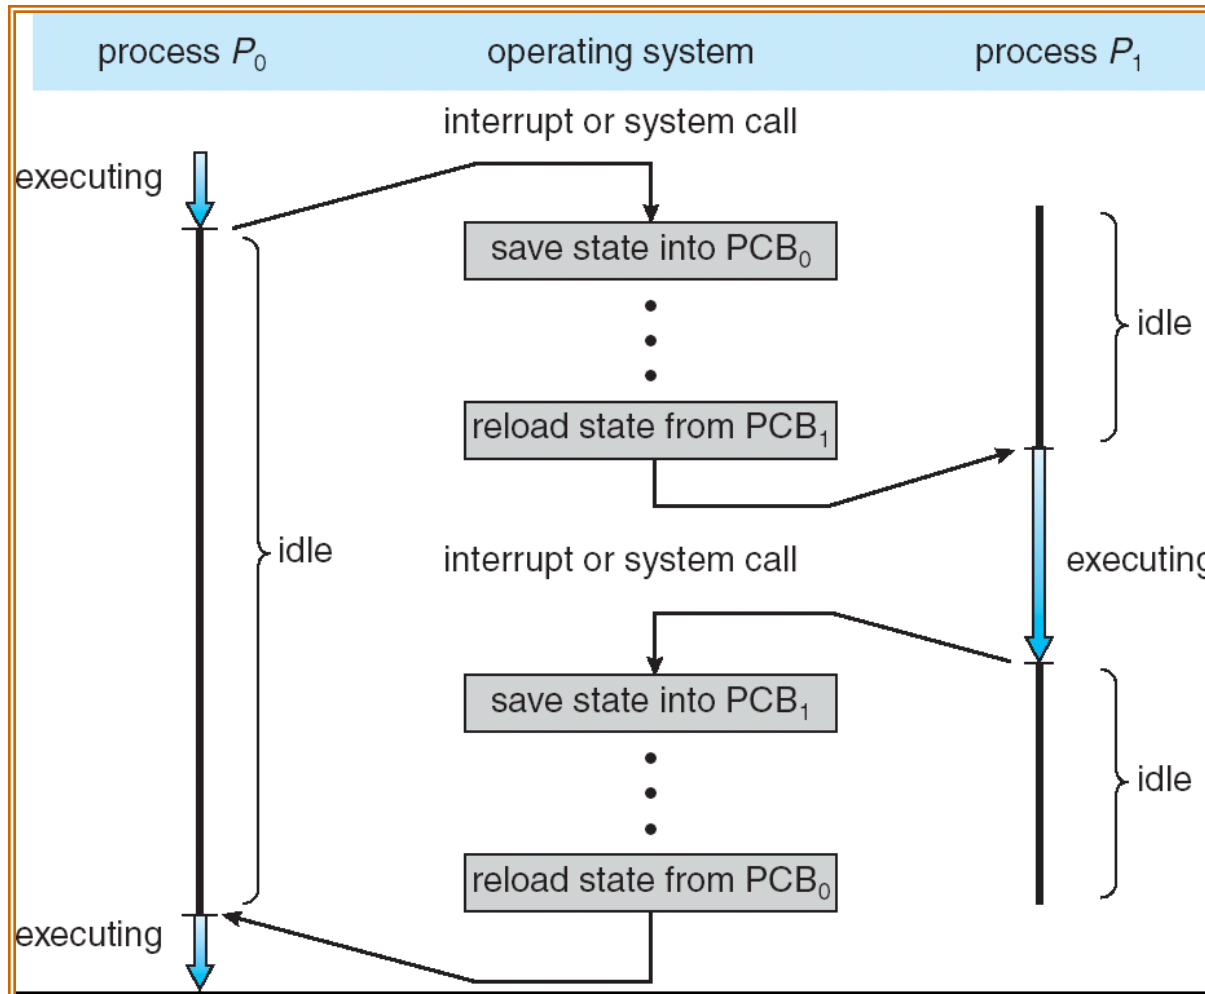 process P₀ operating system process P₁
interrupt or system call
executing
save state into PCB₀
idle
reload state from PCB₁
idle
interrupt or system call
executing
save state into PCB₁
idle
reload state from PCB₀
executing